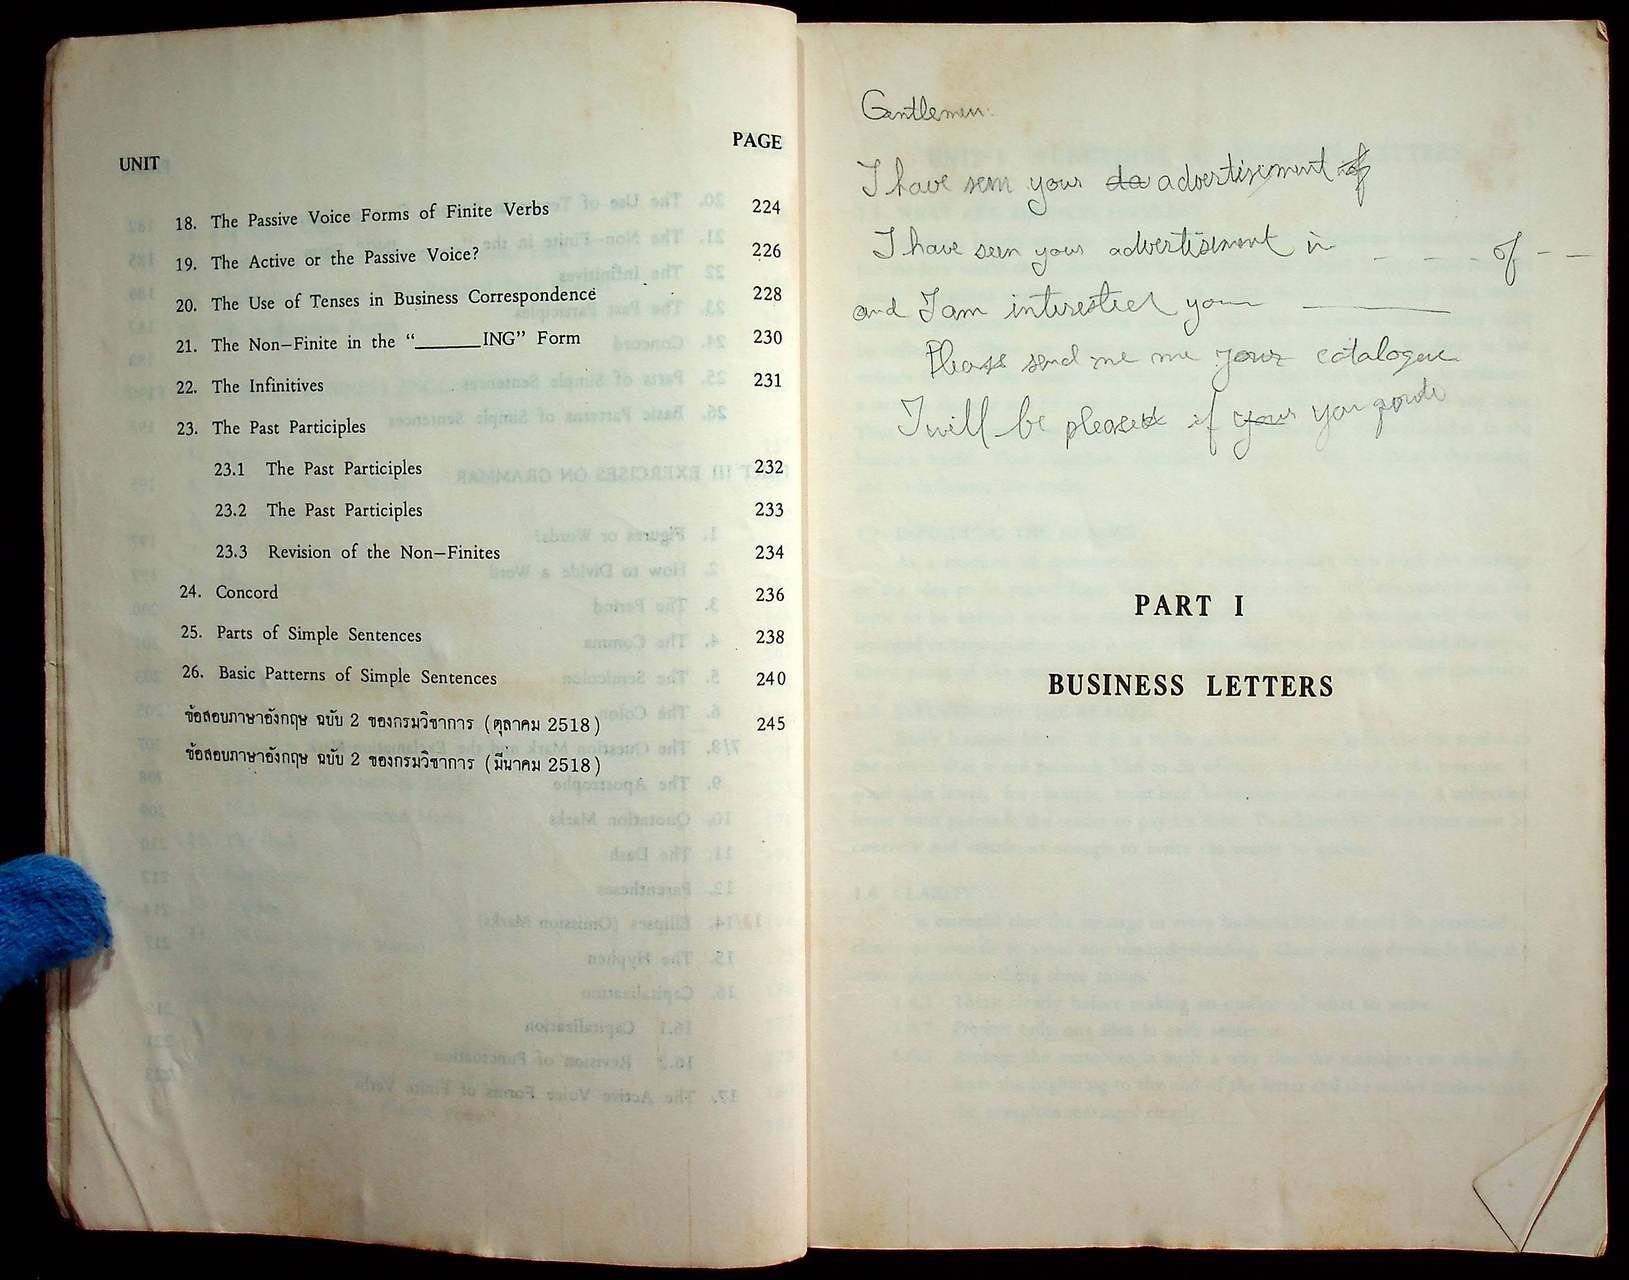 UNIT PAGE
18. The Passive Voice Forms of Finite Verbs 224
19. The Active or the Passive Voice? 226
20. The Use of Tenses in Business Correspondence 228
21. The Non–Finite in the “_______ING” Form 230
22. The Infinitives 231
23. The Past Participles
23.1 The Past Participles 232
23.2 The Past Participles 233
23.3 Revision of the Non–Finites 234
24. Concord 236
25. Parts of Simple Sentences 238
26. Basic Patterns of Simple Sentences 240
ข้อสอบภาษาอังกฤษ ฉบับ 2 ของกรมวิชาการ (ตุลาคม 2518) 245
ข้อสอบภาษาอังกฤษ ฉบับ 2 ของกรมวิชาการ (มีนาคม 2518)
Gentlemen:
I have seen your advertisement
I have seen your advertisement in _ _ _ _ of _ _
and I am your ________
Please send me me your catalogue
I will be pleased if your you
PART I
BUSINESS LETTERS